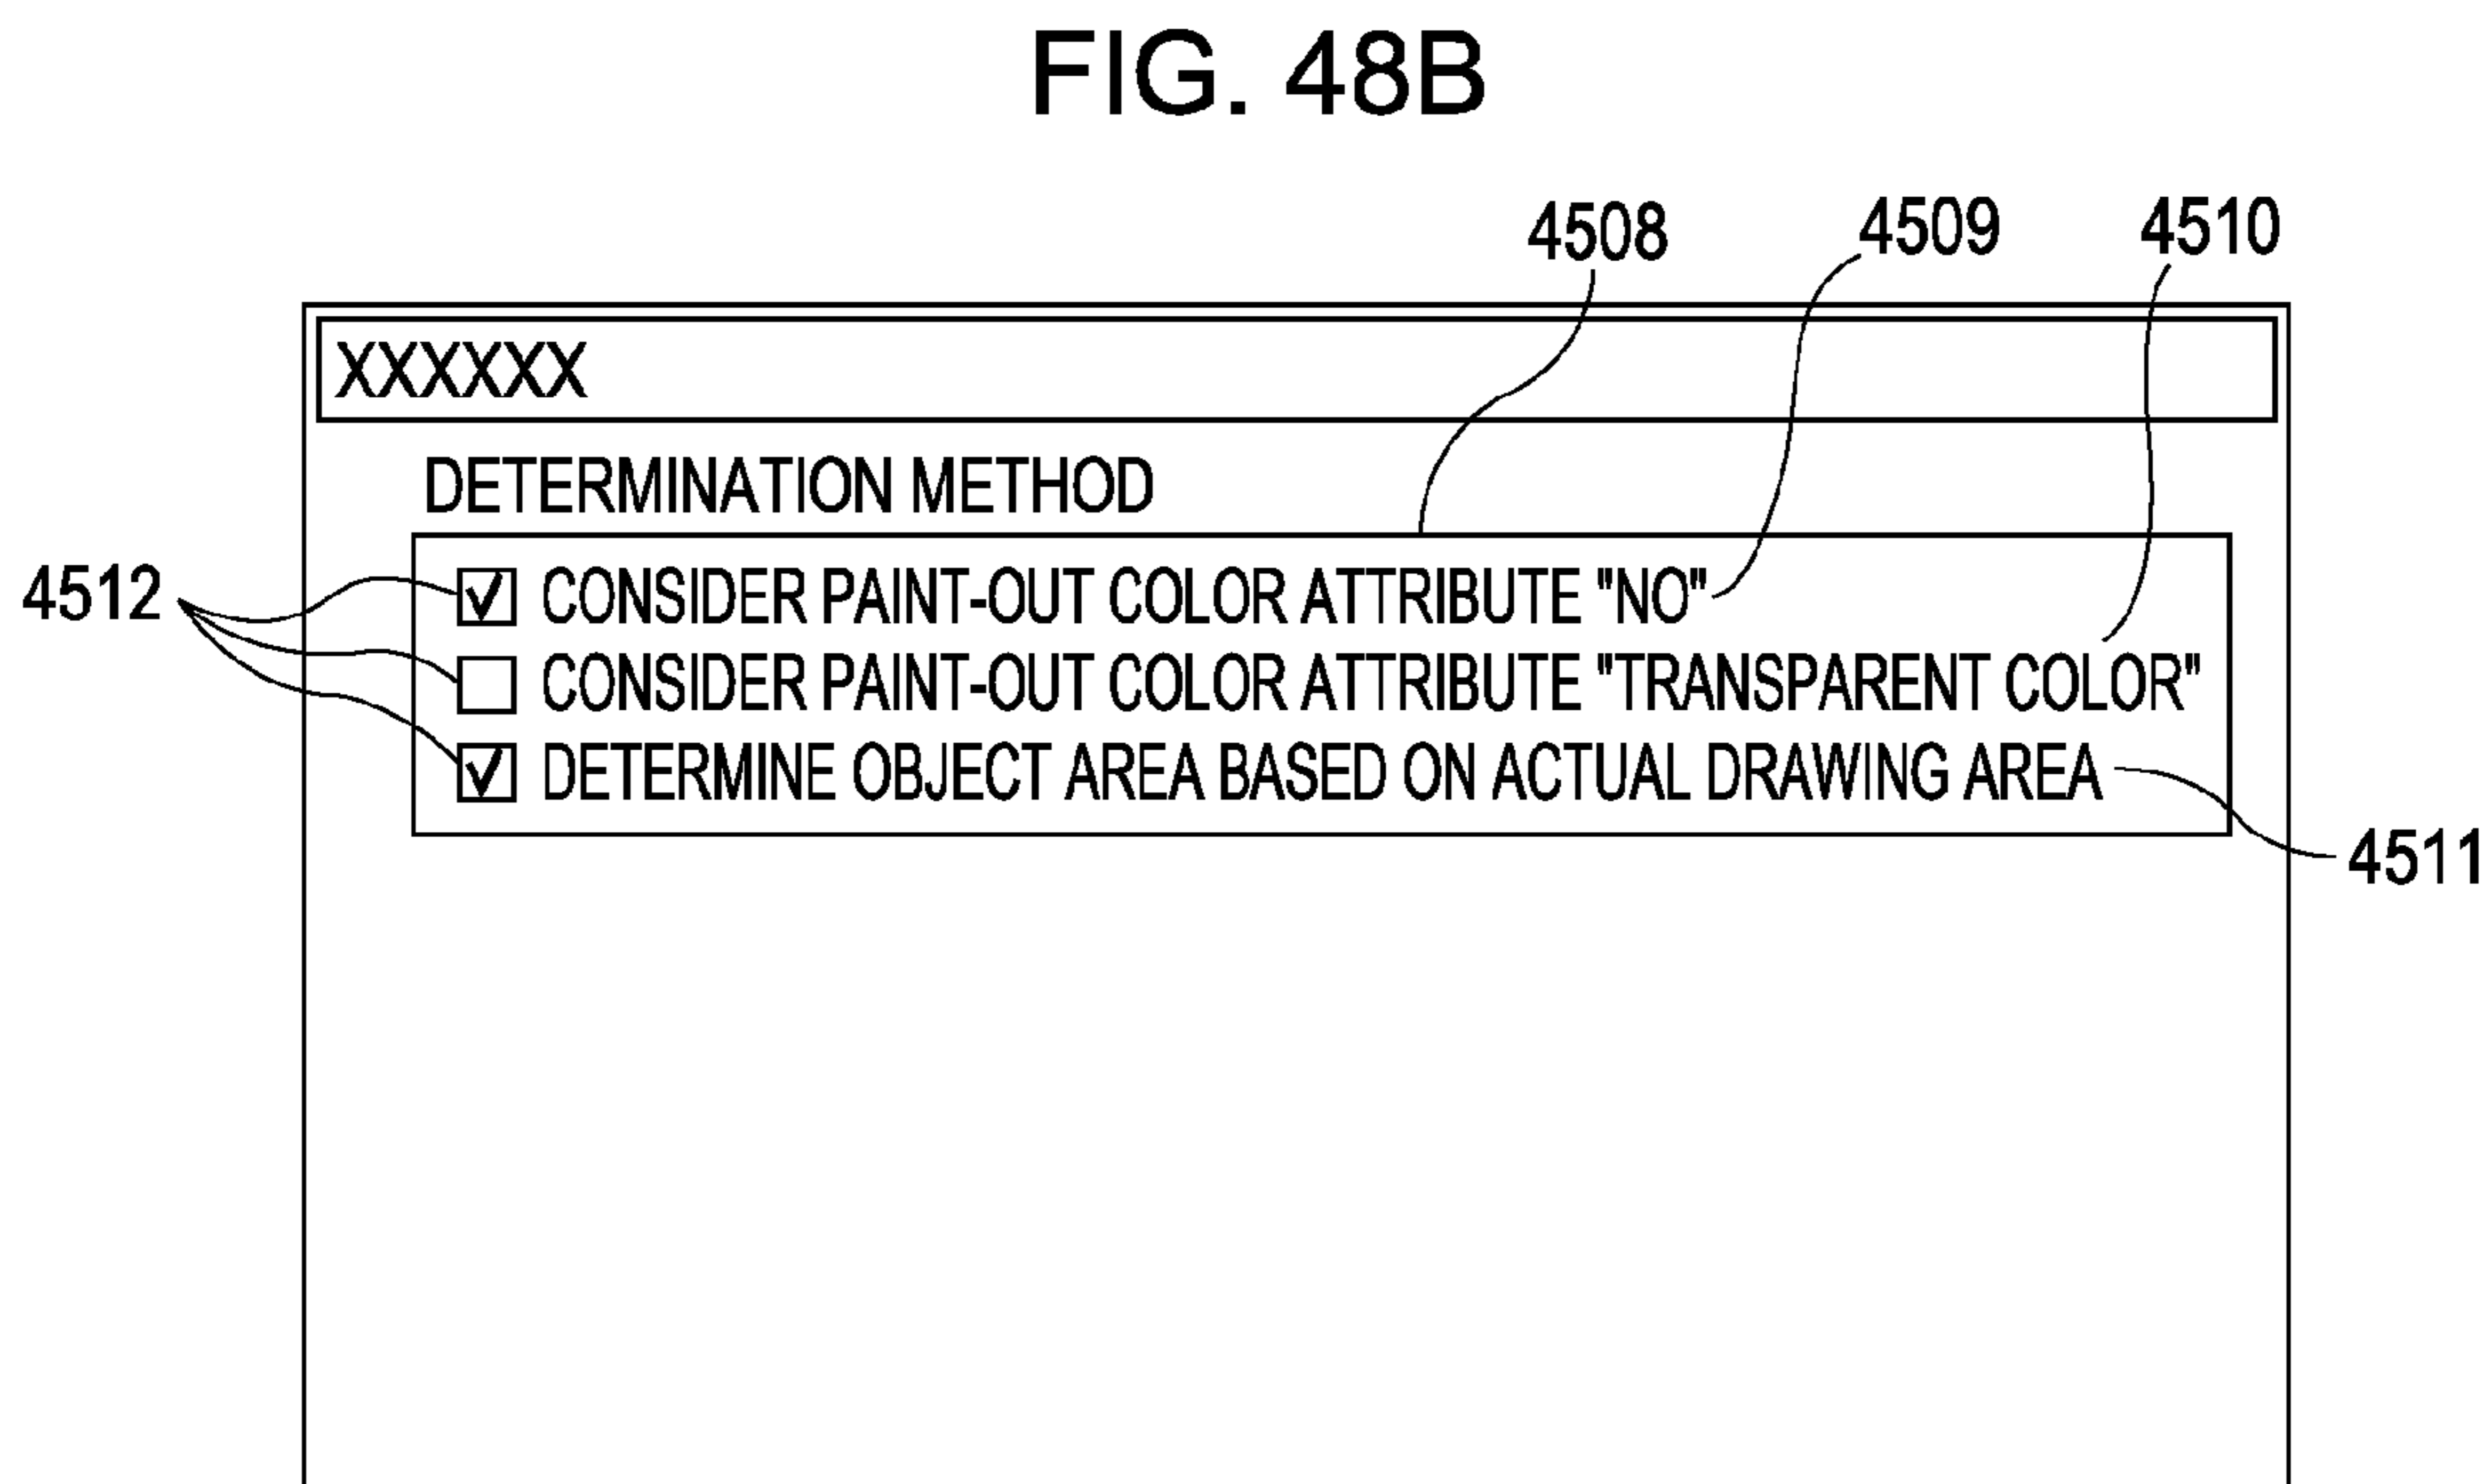 FIG. 48B
4508 4509 4510
XXXXXX
DETERMINATION METHOD
4512
CONSIDER PAINT-OUT COLOR ATTRIBUTE "NO"
CONSIDER PAINT-OUT COLOR ATTRIBUTE "TRANSPARENT COLOR"
DETERMINE OBJECT AREA BASED ON ACTUAL DRAWING AREA
4511